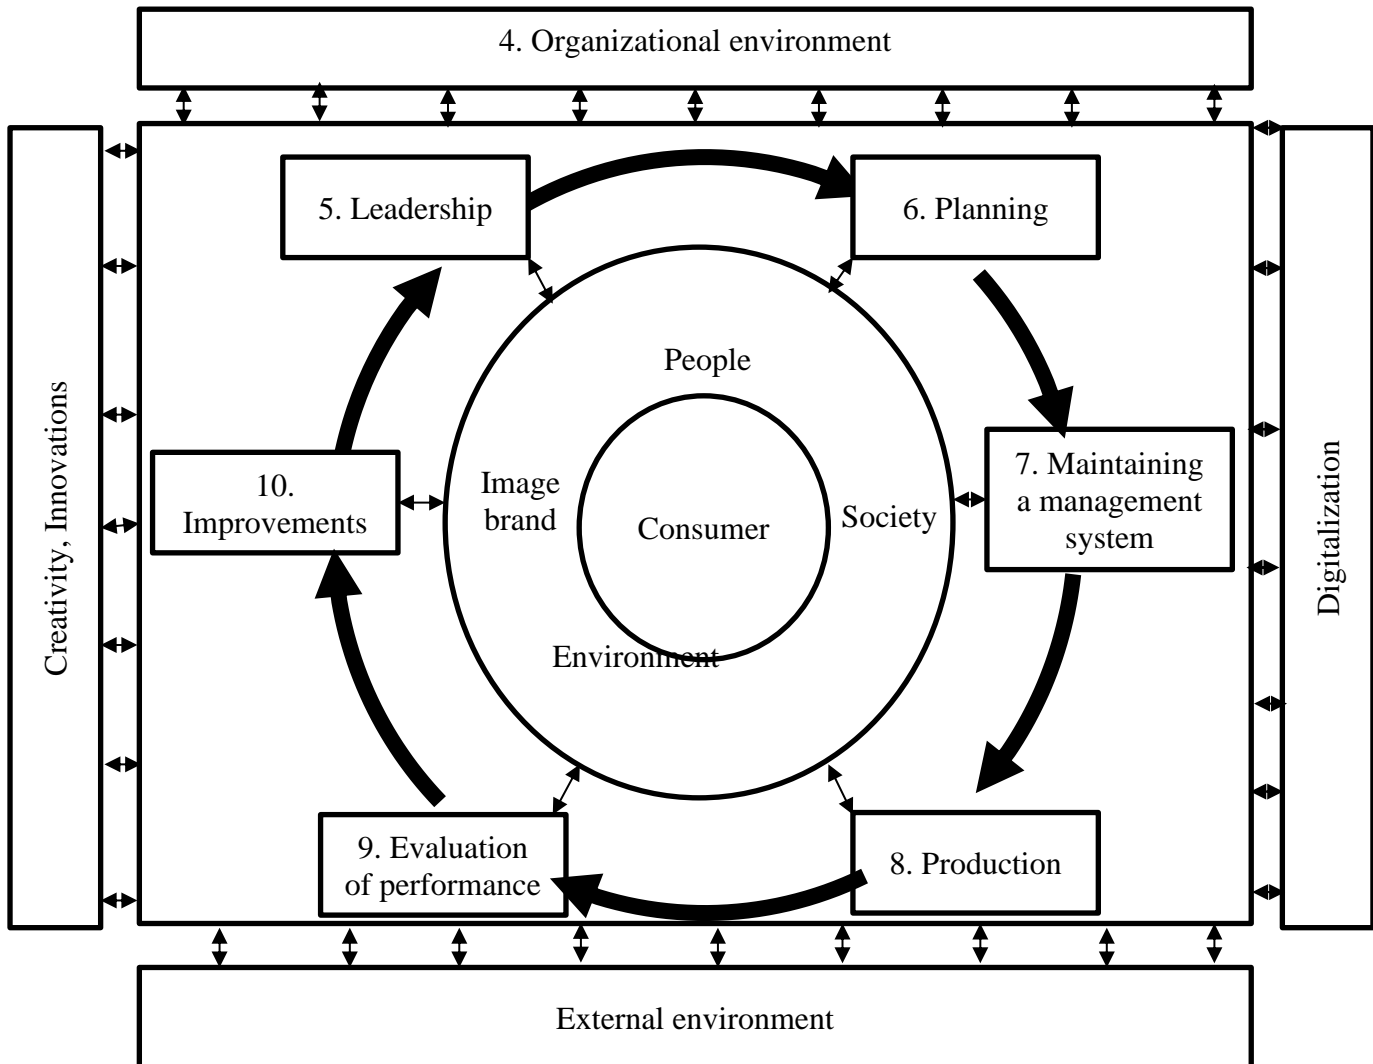 4. Organizational environment
5. Leadership
6. Planning
People
Creativity, Innovations
10.
Improvements
Image
brand
Consumer
Society
7. Maintaining
a management
system
Digitalization
Environment
9. Evaluation
of performance
8. Production
External environment